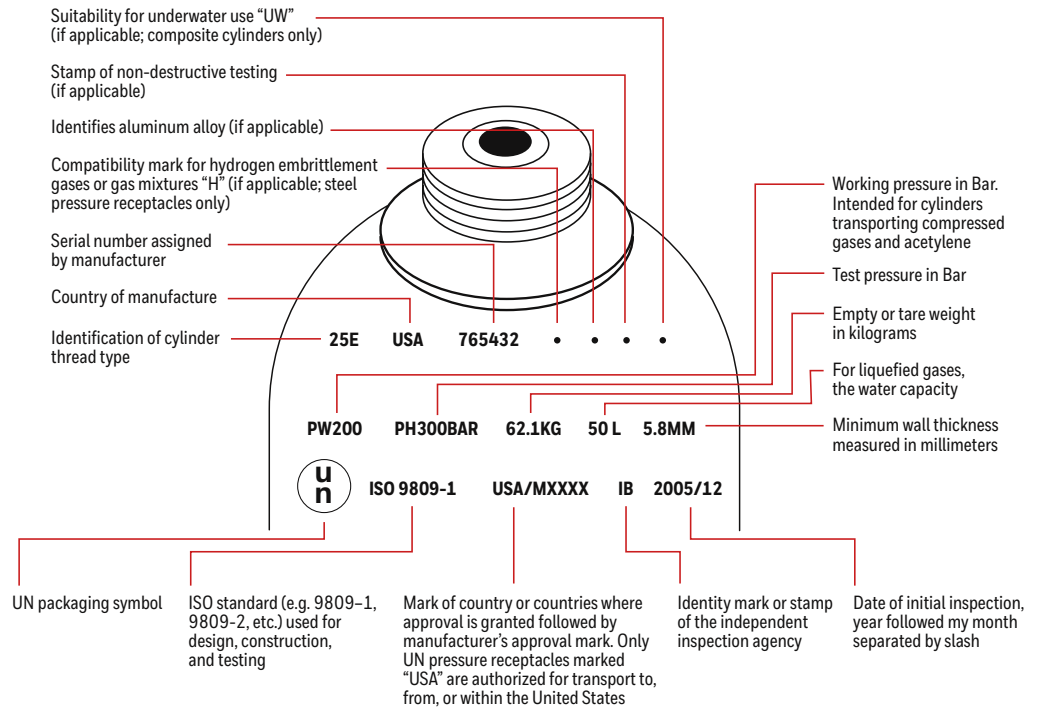 Suitability for underwater use “UW”
(if applicable; composite cylinders only)
Stamp of non-destructive testing
(if applicable)
Identifies aluminum alloy (if applicable)
Compatibility mark for hydrogen embrittlement
gases or gas mixtures “H” (if applicable; steel
pressure receptacles only)
Serial number assigned
by manufacturer
Country of manufacture
Identification of cylinder
thread type
Working pressure in Bar.
Intended for cylinders
transporting compressed
gases and acetylene
Test pressure in Bar
Empty or tare weight
in kilograms
For liquefied gases,
the water capacity
Minimum wall thickness
measured in millimeters
25E USA 765432 • • • •
PW200 PH300BAR 62.1KG 50 L 5.8MM
u
n
ISO 9809-1 USA/MXXXX IB 2005/12
UN packaging symbol
ISO standard (e.g. 9809–1,
9809-2, etc.) used for
design, construction,
and testing
Mark of country or countries where
approval is granted followed by
manufacturer’s approval mark. Only
UN pressure receptacles marked
“USA” are authorized for transport to,
from, or within the United States
Identity mark or stamp
of the independent
inspection agency
Date of initial inspection,
year followed my month
separated by slash